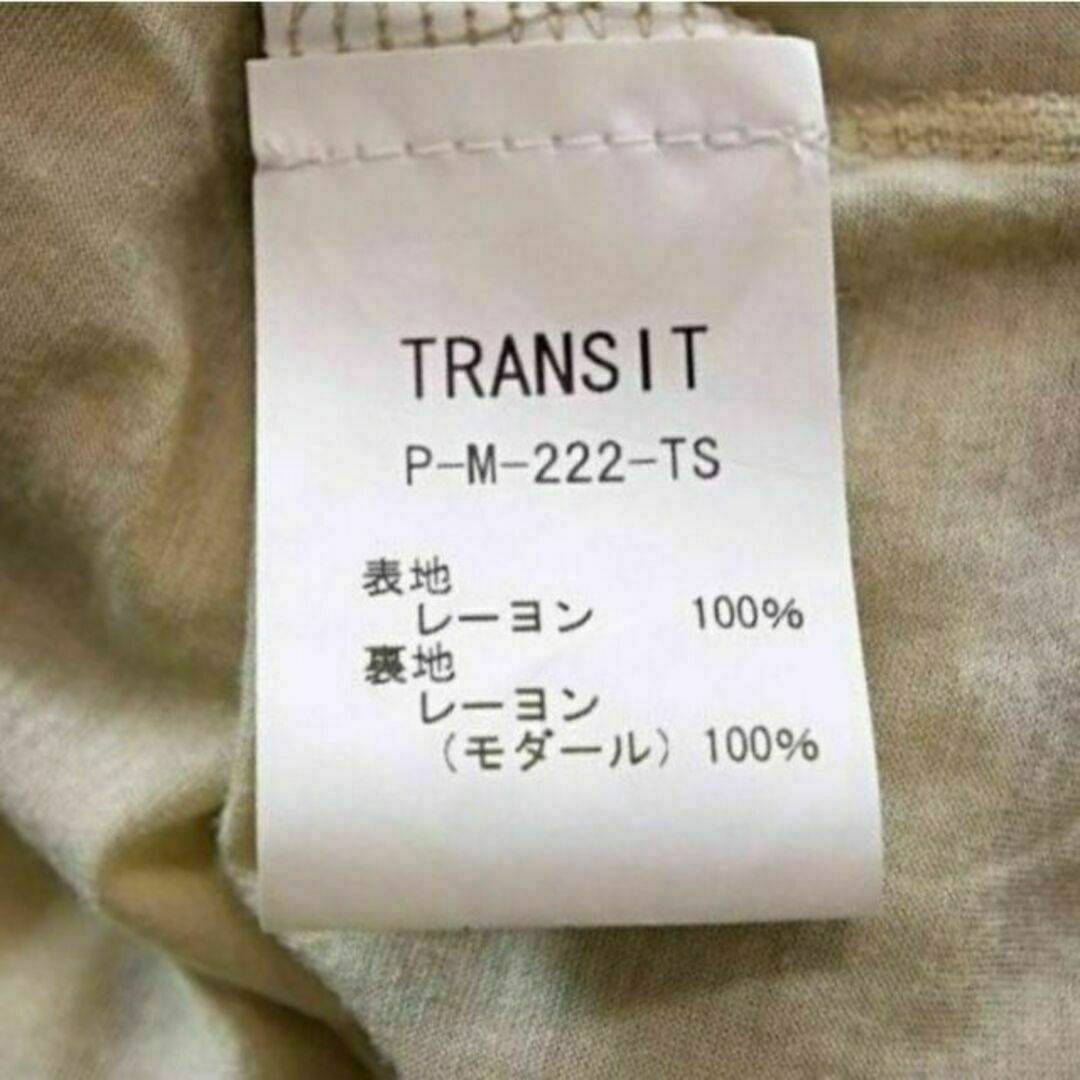 TRANSIT
P-M-222-TS
表地
レーヨン 100%
裏地
レーヨン
(モダール) 100%